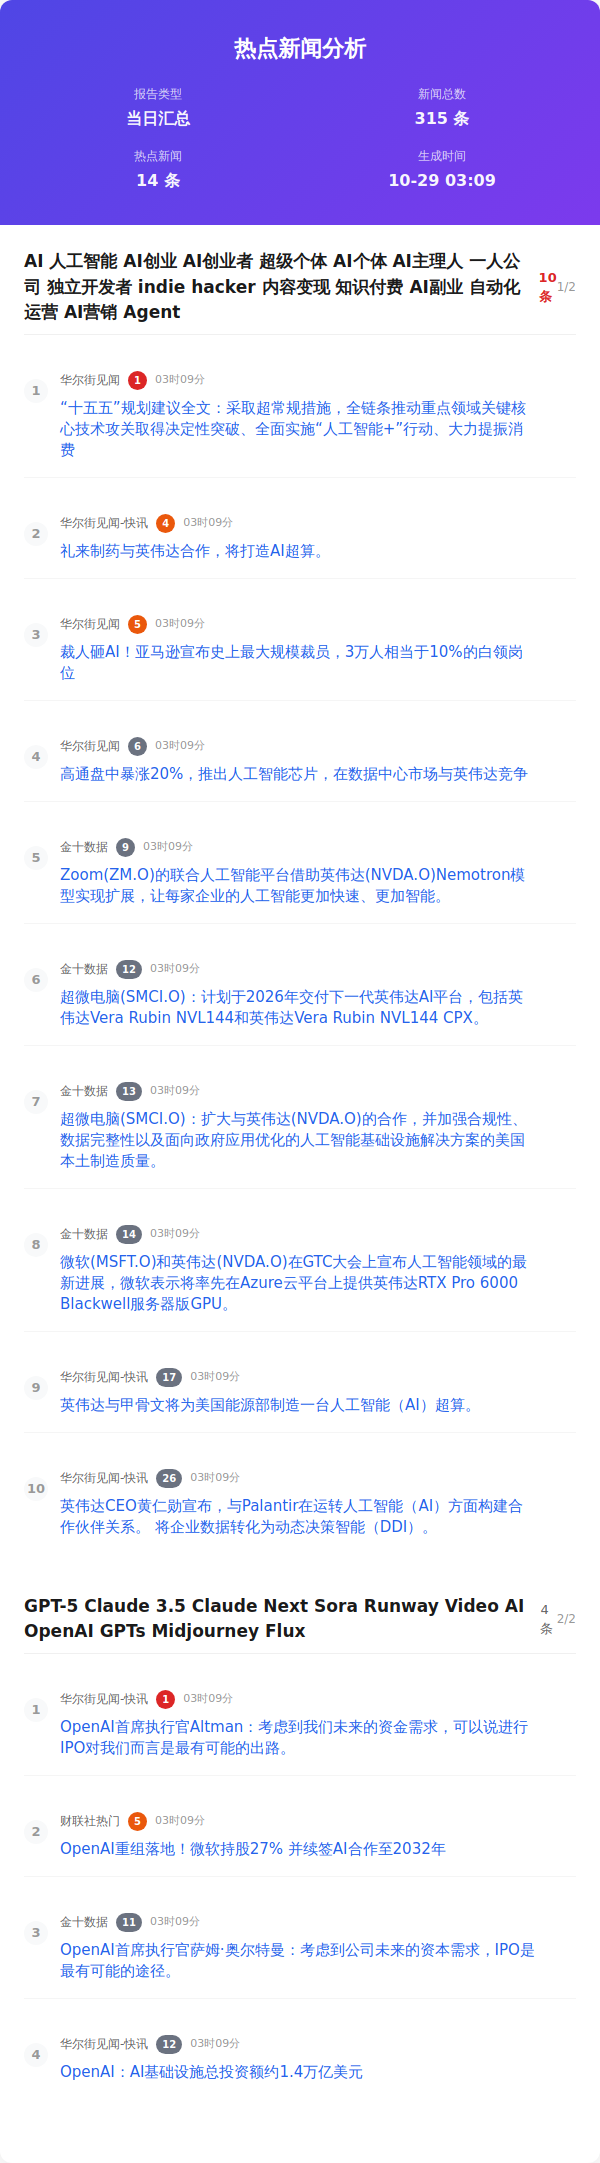 热点新闻分析
报告类型
当日汇总
新闻总数
315 条
热点新闻
14 条
生成时间
10-29 03:09
AI 人工智能 AI创业 AI创业者 超级个体 AI个体 AI主理人 一人公
司 独立开发者 indie hacker 内容变现 知识付费 AI副业 自动化
运营 AI营销 Agent
10
条
1/2
1
华尔街见闻 1 03时09分
“十五五”规划建议全文：采取超常规措施，全链条推动重点领域关键核
心技术攻关取得决定性突破、全面实施“人工智能+”行动、大力提振消
费
2
华尔街见闻-快讯 4 03时09分
礼来制药与英伟达合作，将打造AI超算。
3
华尔街见闻 5 03时09分
裁人砸AI！亚马逊宣布史上最大规模裁员，3万人相当于10%的白领岗
位
4
华尔街见闻 6 03时09分
高通盘中暴涨20%，推出人工智能芯片，在数据中心市场与英伟达竞争
5
金十数据 9 03时09分
Zoom(ZM.O)的联合人工智能平台借助英伟达(NVDA.O)Nemotron模
型实现扩展，让每家企业的人工智能更加快速、更加智能。
6
金十数据 12 03时09分
超微电脑(SMCI.O)：计划于2026年交付下一代英伟达AI平台，包括英
伟达Vera Rubin NVL144和英伟达Vera Rubin NVL144 CPX。
7
金十数据 13 03时09分
超微电脑(SMCI.O)：扩大与英伟达(NVDA.O)的合作，并加强合规性、
数据完整性以及面向政府应用优化的人工智能基础设施解决方案的美国
本土制造质量。
8
金十数据 14 03时09分
微软(MSFT.O)和英伟达(NVDA.O)在GTC大会上宣布人工智能领域的最
新进展，微软表示将率先在Azure云平台上提供英伟达RTX Pro 6000
Blackwell服务器版GPU。
9
华尔街见闻-快讯 17 03时09分
英伟达与甲骨文将为美国能源部制造一台人工智能（AI）超算。
10
华尔街见闻-快讯 26 03时09分
英伟达CEO黄仁勋宣布，与Palantir在运转人工智能（AI）方面构建合
作伙伴关系。 将企业数据转化为动态决策智能（DDI）。
GPT-5 Claude 3.5 Claude Next Sora Runway Video AI
OpenAI GPTs Midjourney Flux
4
条
2/2
1
华尔街见闻-快讯 1 03时09分
OpenAI首席执行官Altman：考虑到我们未来的资金需求，可以说进行
IPO对我们而言是最有可能的出路。
2
财联社热门 5 03时09分
OpenAI重组落地！微软持股27% 并续签AI合作至2032年
3
金十数据 11 03时09分
OpenAI首席执行官萨姆·奥尔特曼：考虑到公司未来的资本需求，IPO是
最有可能的途径。
4
华尔街见闻-快讯 12 03时09分
OpenAI：AI基础设施总投资额约1.4万亿美元